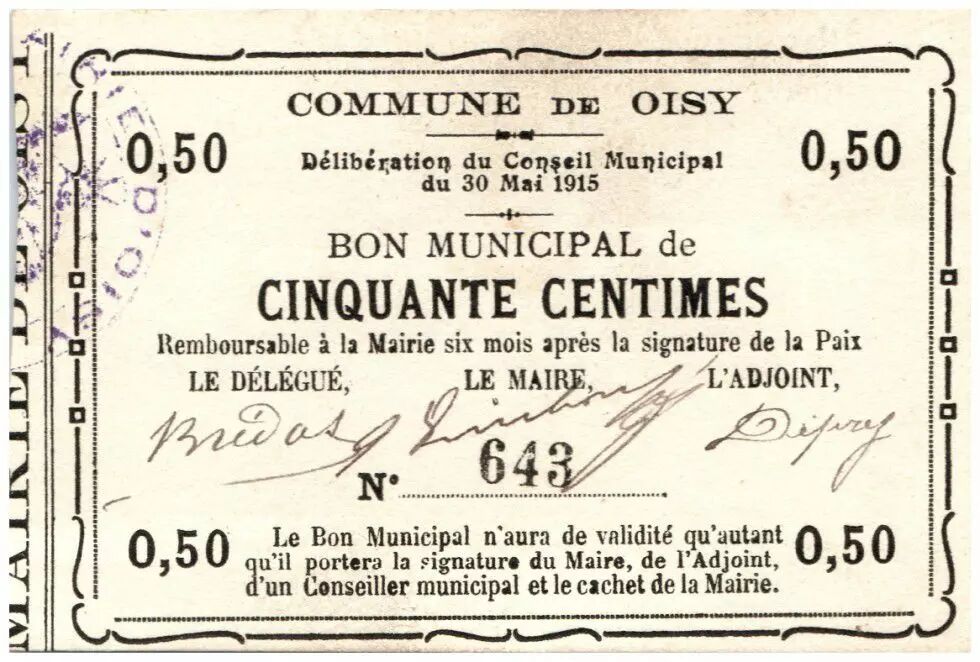 COMMUNE DE OISY
0,50
0,50
Délibération du Conseil Municipal
du 30 Mai 1915
BON MUNICIPAL de
CINQUANTE CENTIMES
Remboursable à la Mairie six mois après la signature de la Paix
LE DÉLÉGUÉ, LE MAIRE, L'ADJOINT,
643
N°
0,50
0,50
Le Bon Municipal n'aura de validité qu'autant
qu'il portera la signature du Maire, de l'Adjoint,
d'un Conseiller municipal et le cachet de la Mairie.
MAIRIE DE OISY
D'OISY